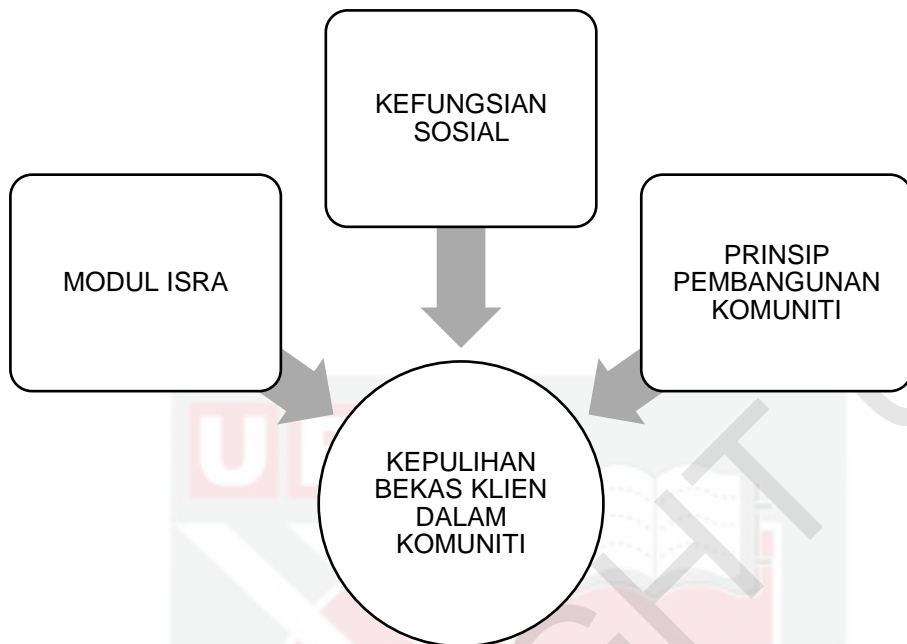 KEFUNGSIAN
SOSIAL
MODUL ISRA
PRINSIP
PEMBANGUNAN
KOMUNITI
KEPULIHAN
BEKAS KLIEN
DALAM
KOMUNITI